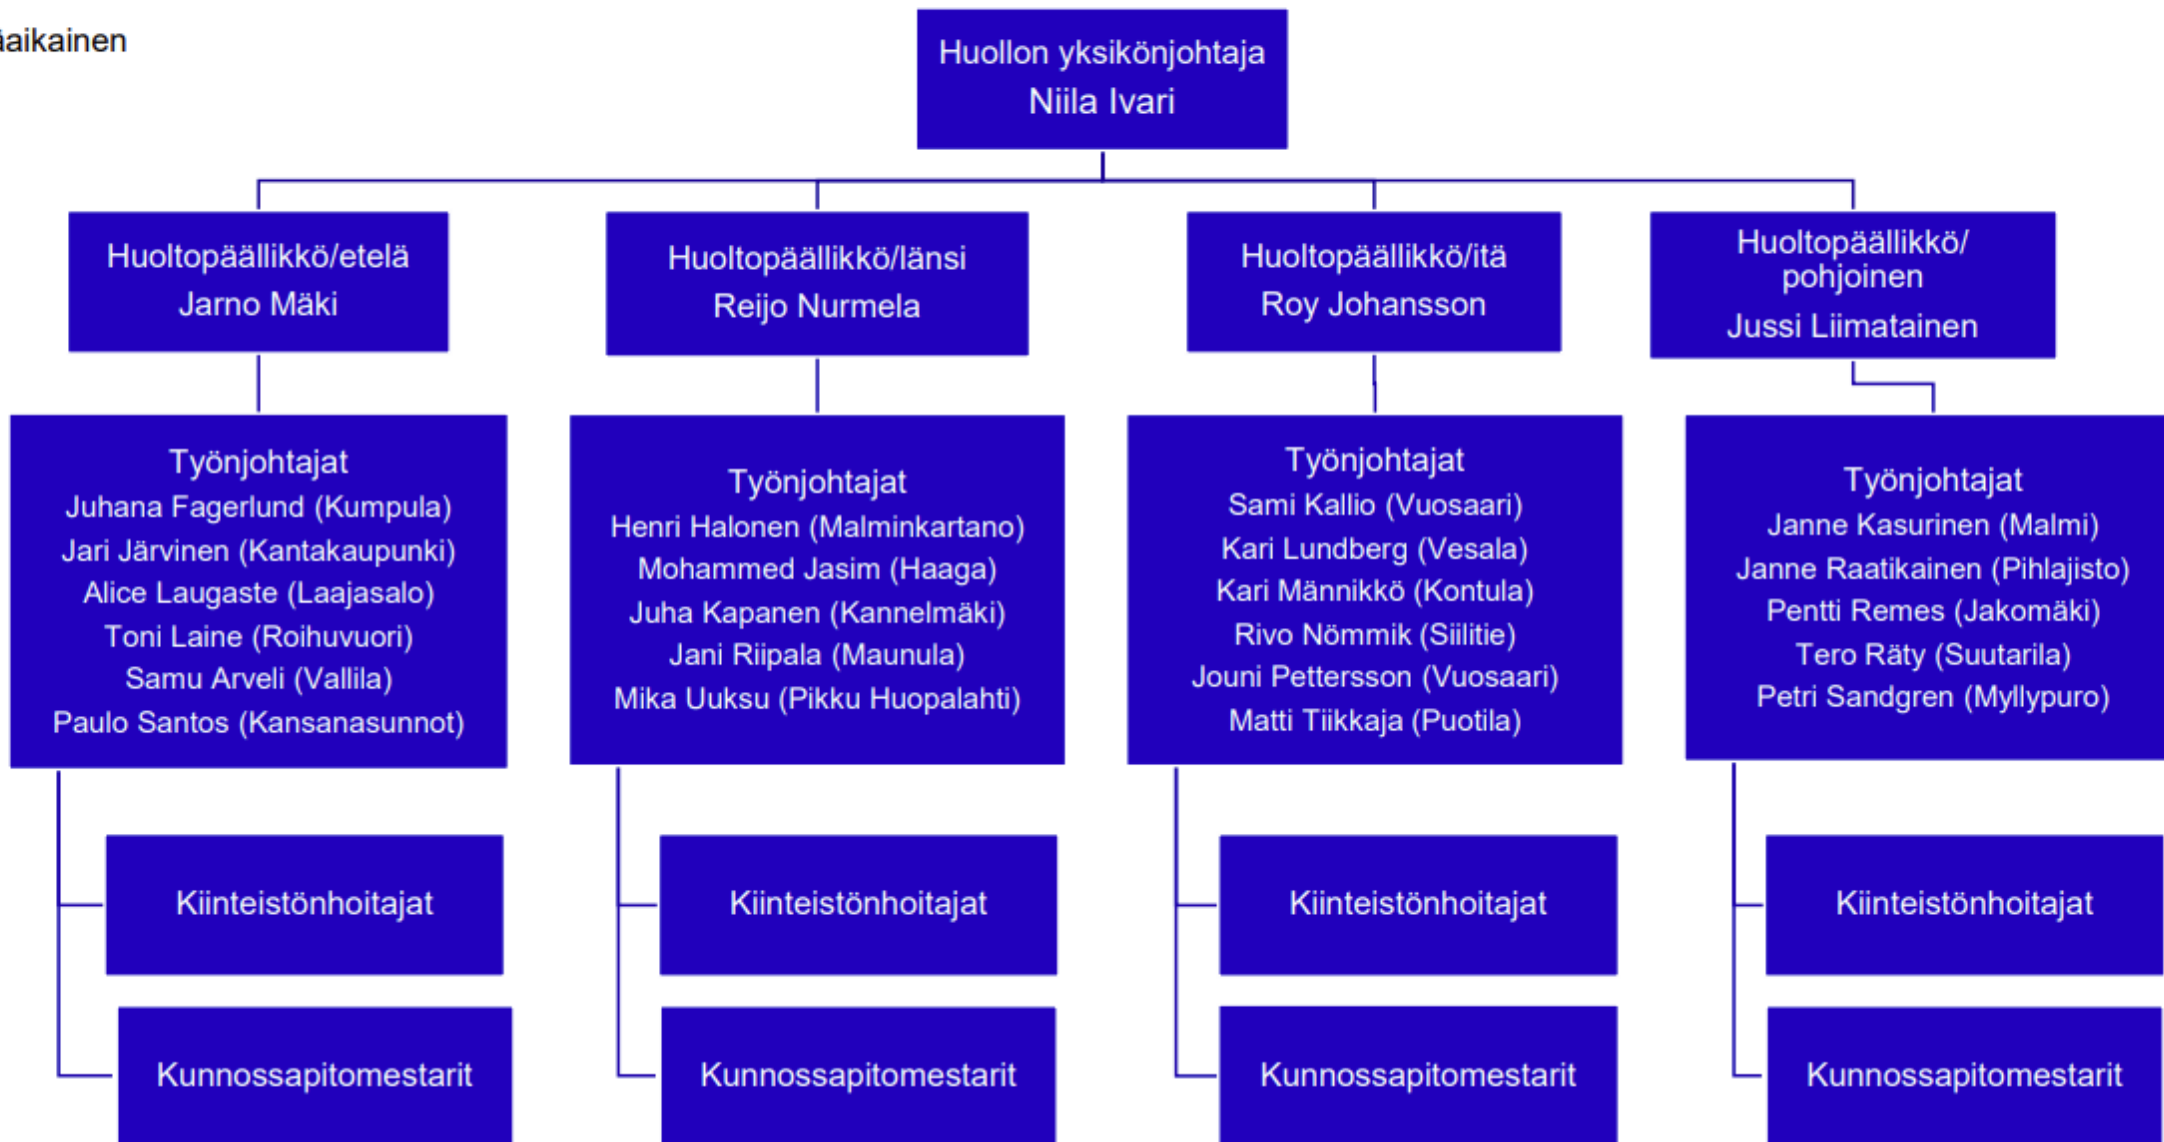 Huollon yksikönjohtaja
Niila Ivari
Huoltopäällikkö/etelä
Jarno Mäki
Huoltopäällikkö/länsi
Reijo Nurmela
Huoltopäällikkö/itä
Roy Johansson
Huoltopäällikkö/
pohjoinen
Jussi Liimatainen
Työnjohtajat
Juhana Fagerlund (Kumpula)
Jari Järvinen (Kantakaupunki)
Alice Laugaste (Laajasalo)
Toni Laine (Roihuvuori)
Samu Arveli (Vallila)
Paulo Santos (Kansanasunnot)
Työnjohtajat
Henri Halonen (Malminkartano)
Mohammed Jasim (Haaga)
Juha Kapanen (Kannelmäki)
Jani Riipala (Maunula)
Mika Uuksu (Pikku Huopalahti)
Työnjohtajat
Sami Kallio (Vuosaari)
Kari Lundberg (Vesala)
Kari Männikkö (Kontula)
Rivo Nömmik (Siilitie)
Jouni Pettersson (Vuosaari)
Matti Tiikkaja (Puotila)
Työnjohtajat
Janne Kasurinen (Malmi)
Janne Raatikainen (Pihlajisto)
Pentti Remes (Jakomäki)
Tero Räty (Suutarila)
Petri Sandgren (Myllypuro)
Kiinteistönhoitajat
Kiinteistönhoitajat
Kiinteistönhoitajat
Kiinteistönhoitajat
Kunnossapitomestarit
Kunnossapitomestarit
Kunnossapitomestarit
Kunnossapitomestarit